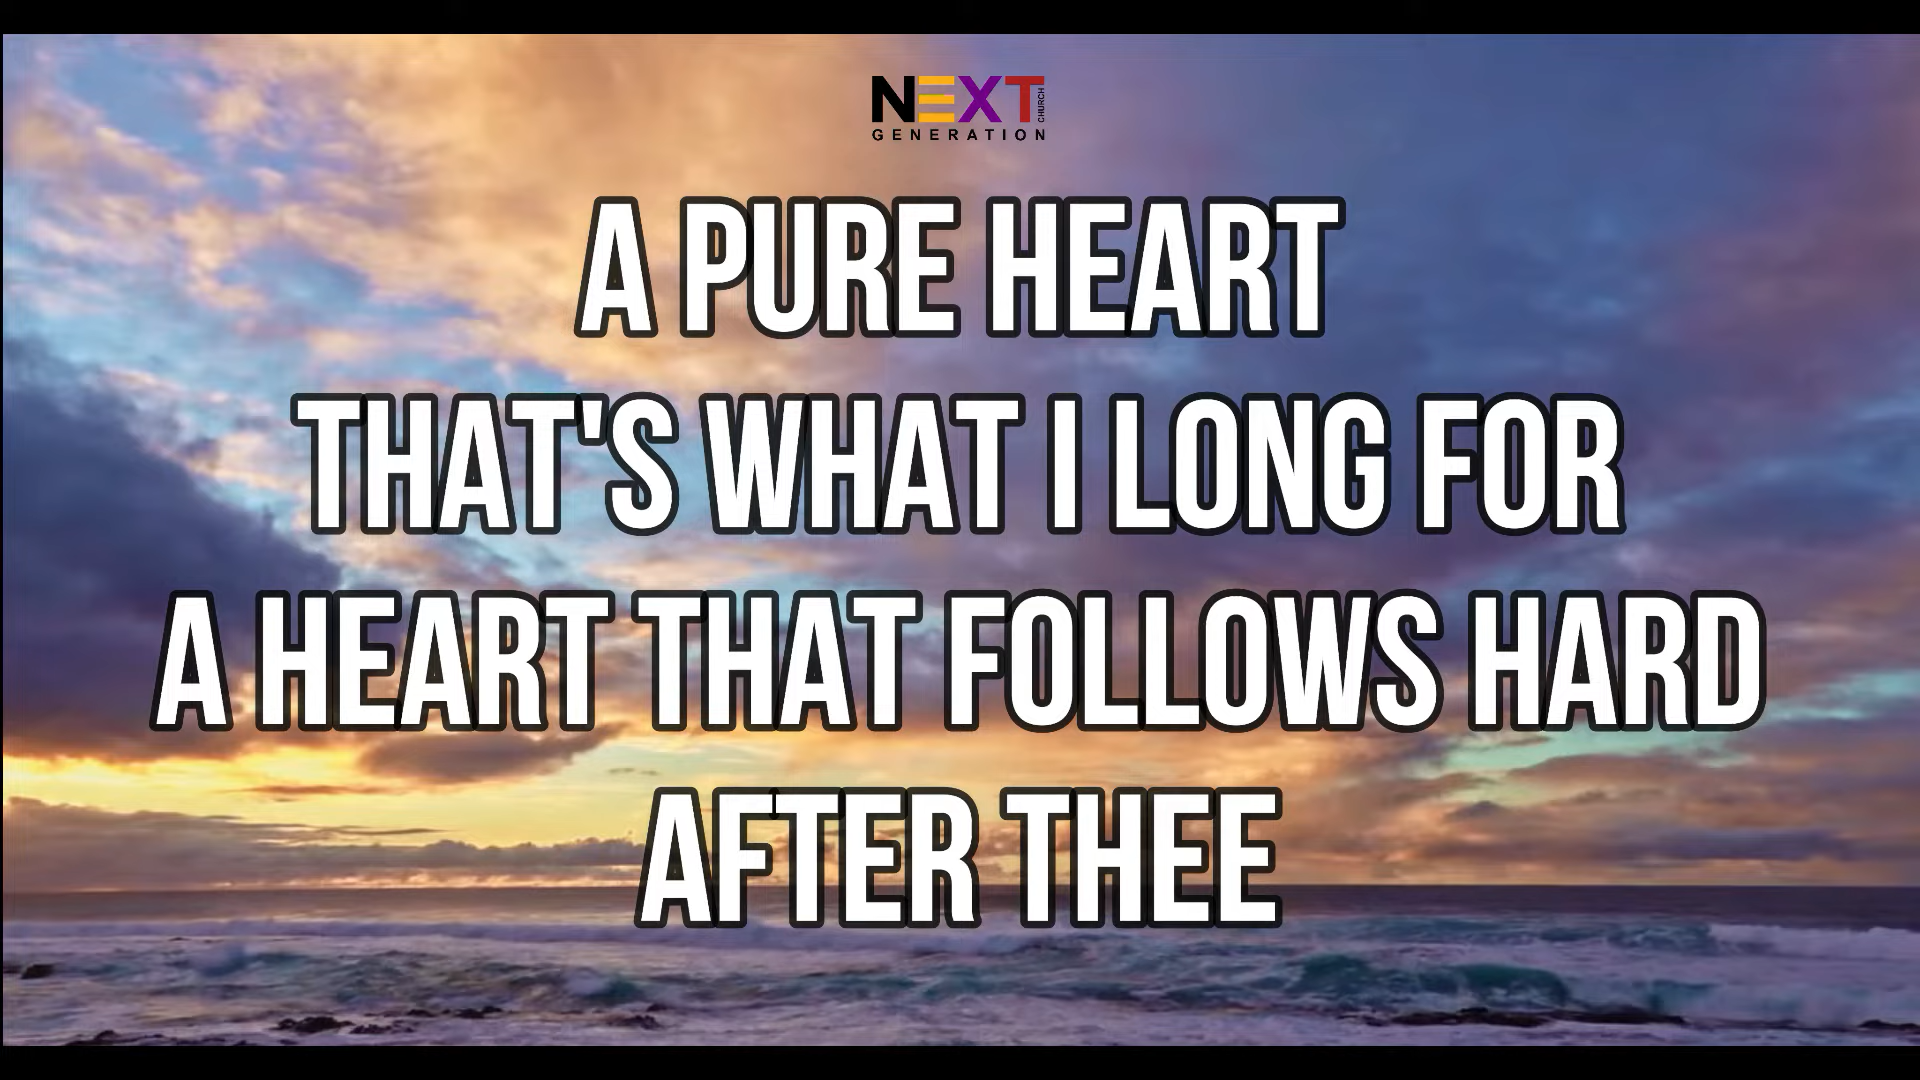 NEXT CHURCH
GENERATION
A PURE HEART
THAT'S WHAT I LONG FOR
A HEART THAT FOLLOWS HARD
AFTER THEE